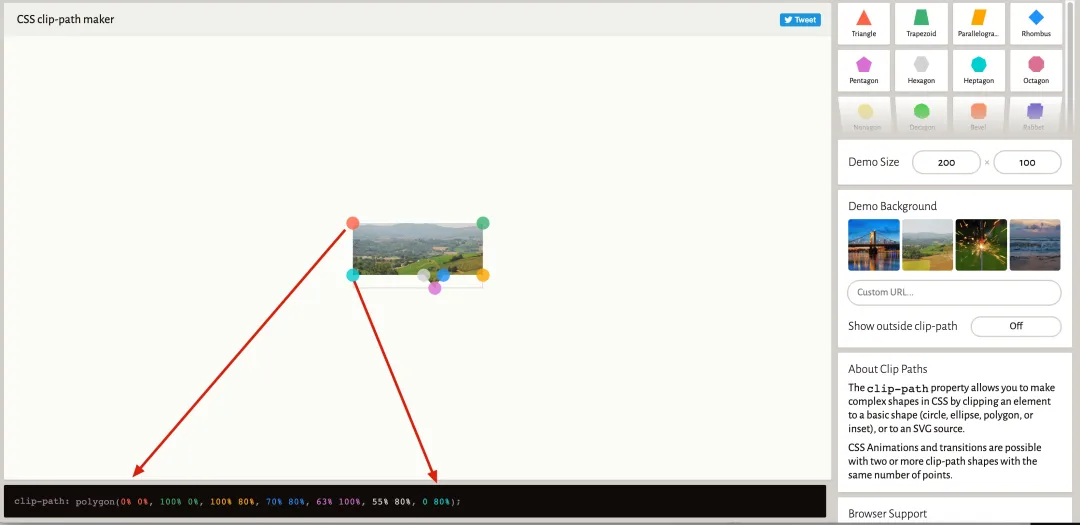 CSS clip-path maker
Tweet
Triangle
Trapezoid
Parallelogra...
Rhombus
Pentagon
Hexagon
Heptagon
Octagon
Nonagon
Decagon
Bevel
Rabbet
Demo Size
200
×
100
Demo Background
Custom URL...
Show outside clip-path
Off
About Clip Paths
The clip-path property allows you to make
complex shapes in CSS by clipping an element
to a basic shape (circle, ellipse, polygon, or
inset), or to an SVG source.
CSS Animations and transitions are possible
with two or more clip-path shapes with the
same number of points.
Browser Support
clip-path: polygon(0% 0%, 100% 0%, 100% 80%, 70% 80%, 63% 100%, 55% 80%, 0 80%);